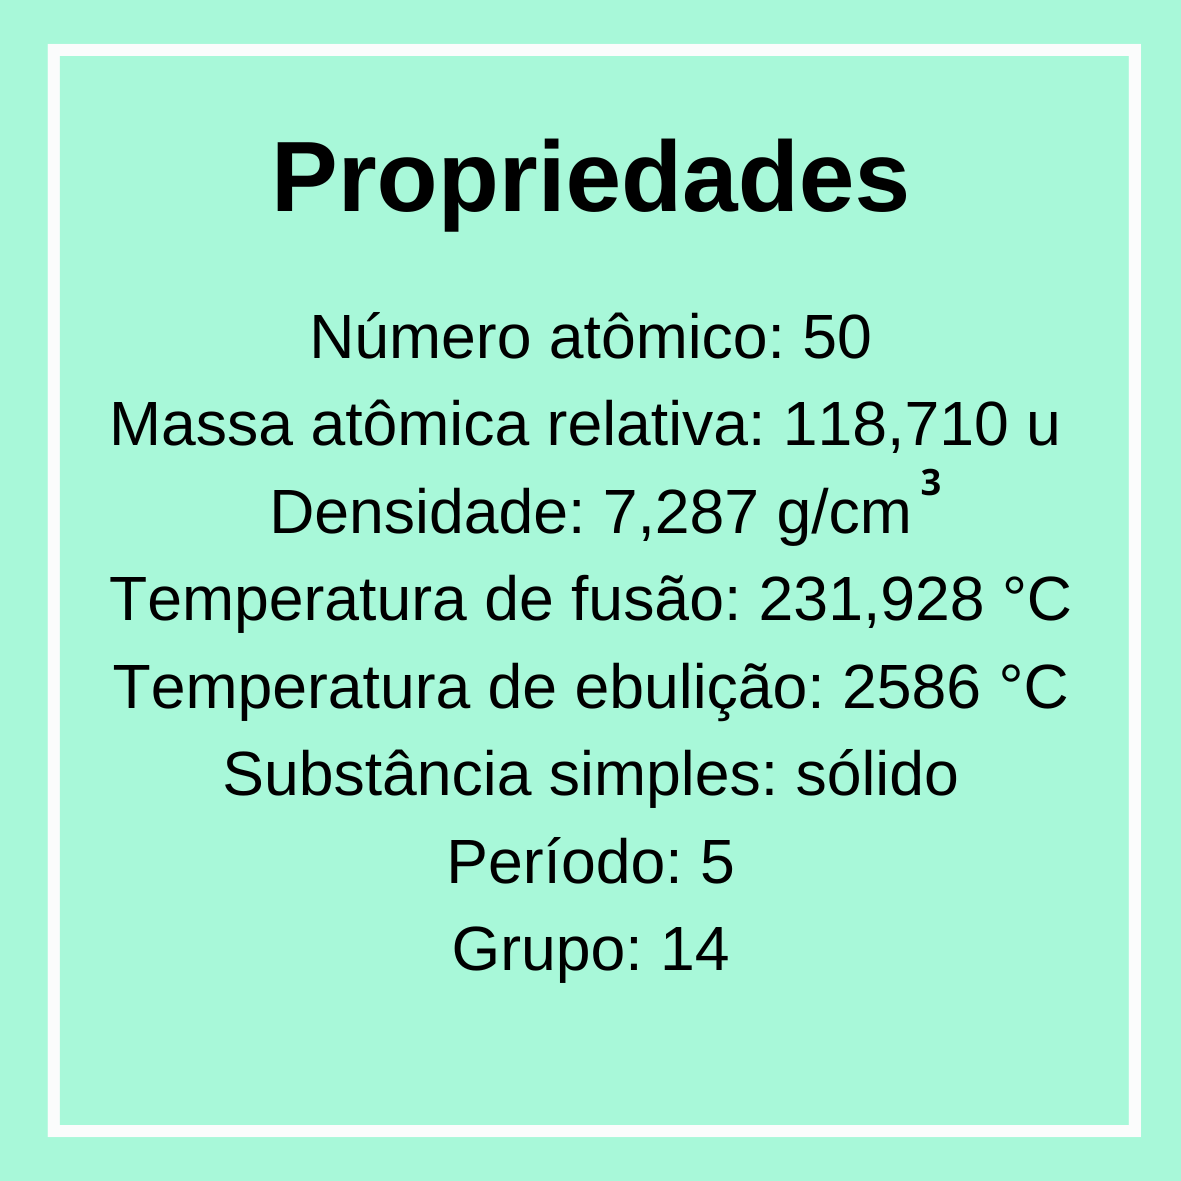 Propriedades
Número atômico: 50
Massa atômica relativa: 118,710 u
Densidade: 7,287 g/cm³
Temperatura de fusão: 231,928 °C
Temperatura de ebulição: 2586 °C
Substância simples: sólido
Período: 5
Grupo: 14